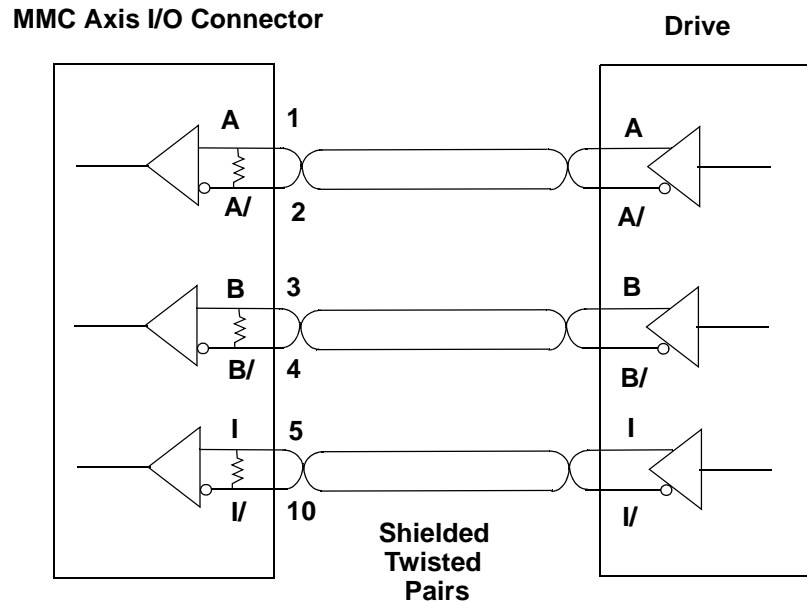 MMC Axis I/O Connector
Drive
A 1 A
A/ 2 A/
B 3 B
B/ 4 B/
I 5 I
I/ 10 I/
Shielded
Twisted
Pairs